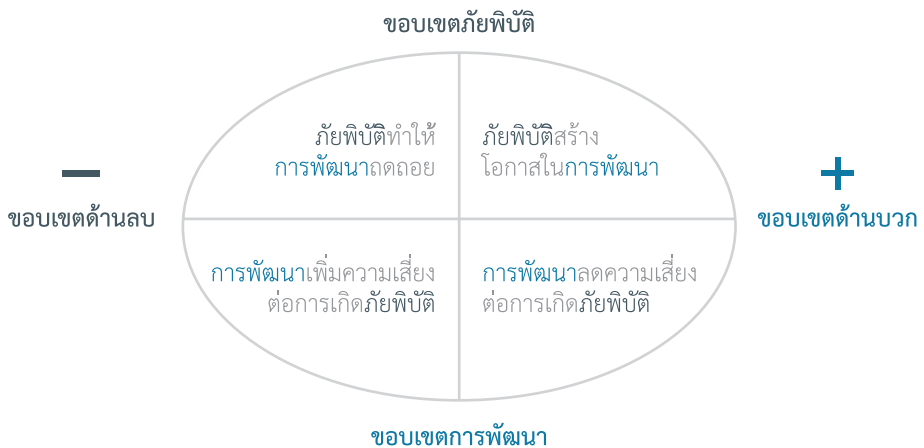 ขอบเขตภัยพิบัติ
ภัยพิบัติทำให้
การพัฒนาถดถอย
ภัยพิบัติสร้าง
โอกาสในการพัฒนา
−
ขอบเขตด้านลบ
+
ขอบเขตด้านบวก
การพัฒนาเพิ่มความเสี่ยง
ต่อการเกิดภัยพิบัติ
การพัฒนาลดความเสี่ยง
ต่อการเกิดภัยพิบัติ
ขอบเขตการพัฒนา